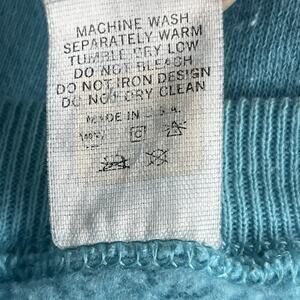 MACHINE WASH
SEPARATELY WARM
TUMBLE DRY LOW
DO NOT BLEACH
DO NOT IRON DESIGN
DO NOT DRY CLEAN
MADE IN U.S.A.